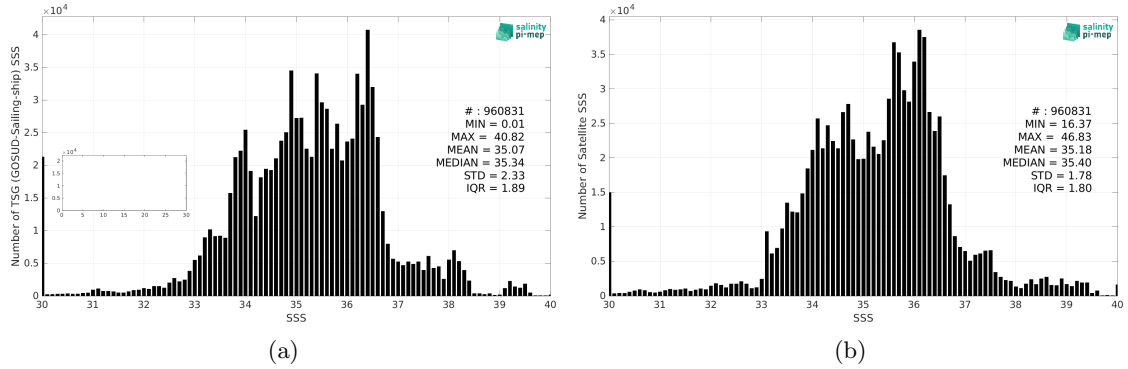 ×10⁴
4
3.5
3
2.5
2
1.5
1
0.5
0
Number of TSG (GOSUD-Sailing-ship) SSS
30 31 32 33 34 35 36 37 38 39 40
SSS
×10⁴
2
1.5
1
0.5
0
0 5 10 15 20 25 30
salinity
pi-mep
# : 960831
MIN = 0.01
MAX = 40.82
MEAN = 35.07
MEDIAN = 35.34
STD = 2.33
IQR = 1.89
(a)
×10⁴
4
3.5
3
2.5
2
1.5
1
0.5
0
Number of Satellite SSS
30 31 32 33 34 35 36 37 38 39 40
SSS
salinity
pi-mep
# : 960831
MIN = 16.37
MAX = 46.83
MEAN = 35.18
MEDIAN = 35.40
STD = 1.78
IQR = 1.80
(b)